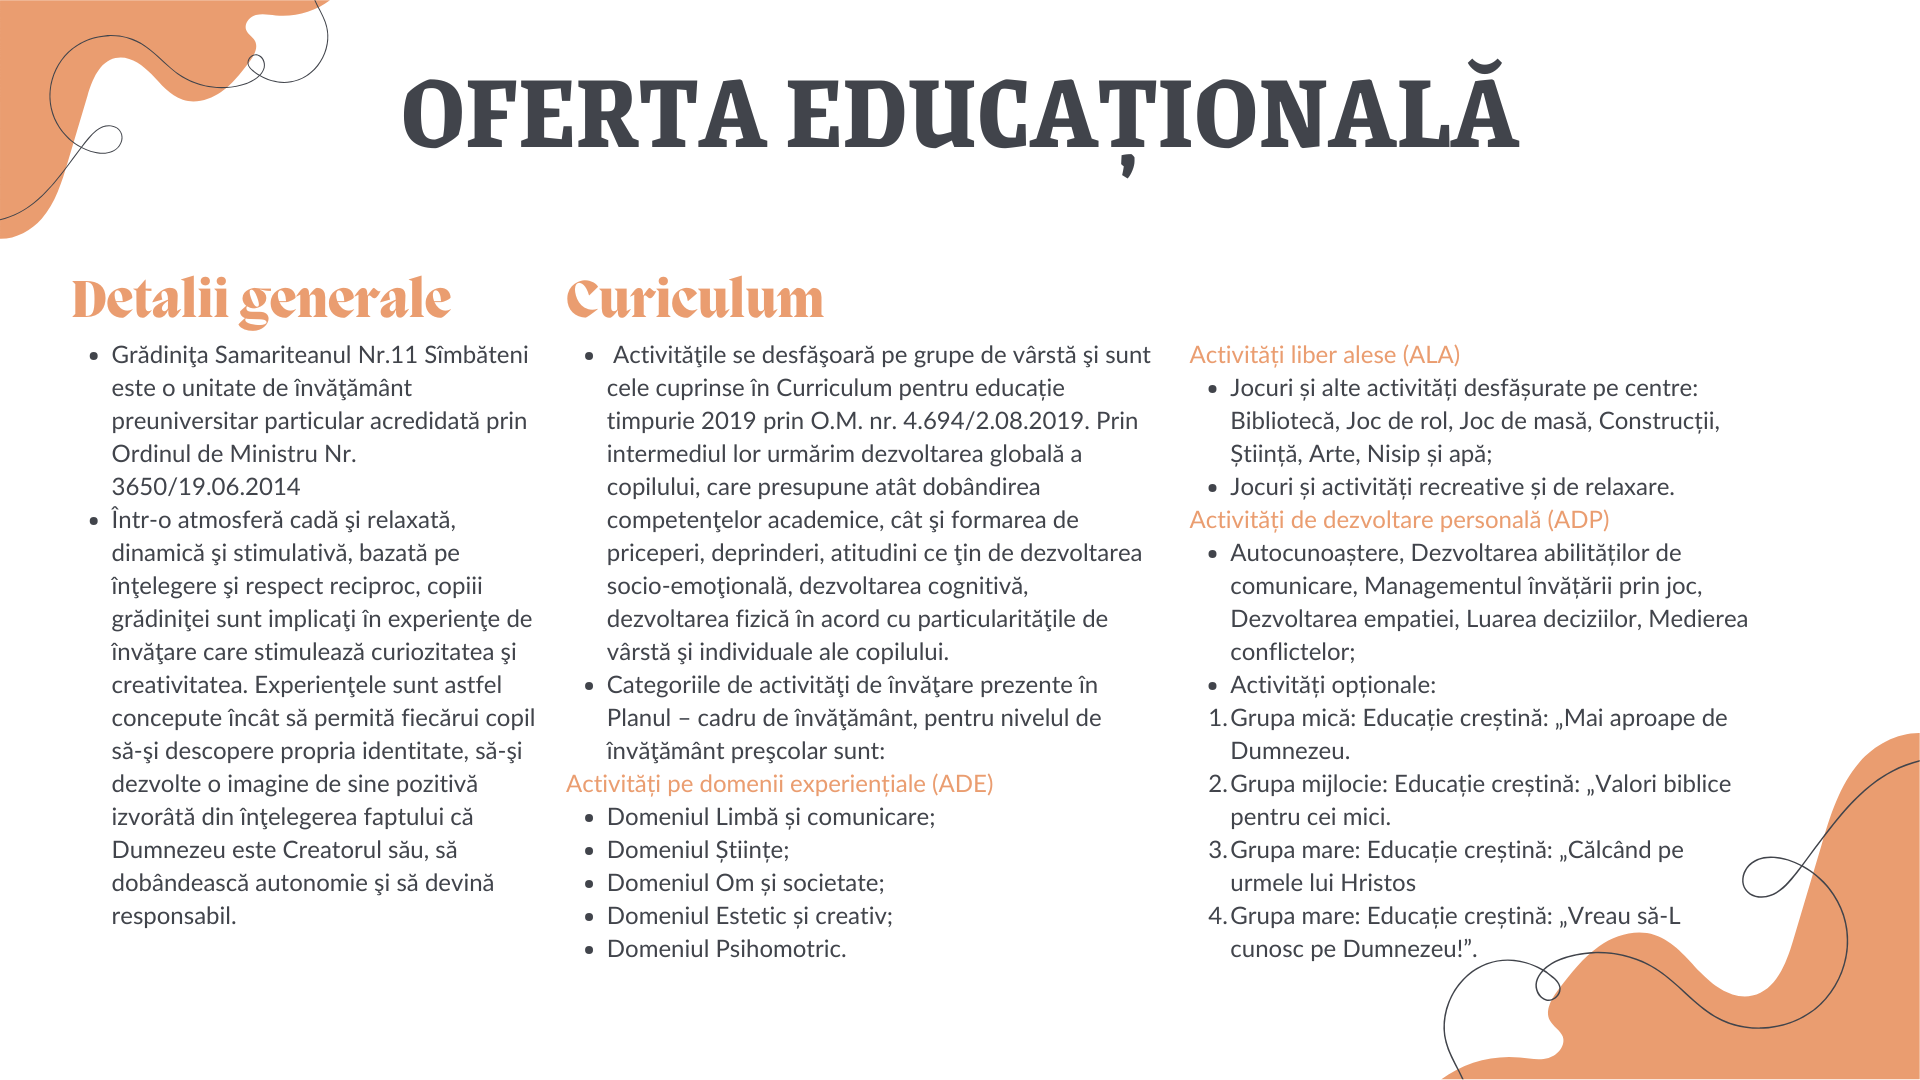 OFERTA EDUCAȚIONALĂ
Detalii generale
• Grădiniţa Samariteanul Nr.11 Sîmbăteni
este o unitate de învăţământ
preuniversitar particular acredidată prin
Ordinul de Ministru Nr.
3650/19.06.2014
• Într-o atmosferă cadă şi relaxată,
dinamică şi stimulativă, bazată pe
înţelegere şi respect reciproc, copiii
grădiniţei sunt implicaţi în experienţe de
învăţare care stimulează curiozitatea şi
creativitatea. Experienţele sunt astfel
concepute încât să permită fiecărui copil
să-şi descopere propria identitate, să-şi
dezvolte o imagine de sine pozitivă
izvorâtă din înţelegerea faptului că
Dumnezeu este Creatorul său, să
dobândească autonomie şi să devină
responsabil.
Curiculum
• Activităţile se desfăşoară pe grupe de vârstă şi sunt
cele cuprinse în Curriculum pentru educație
timpurie 2019 prin O.M. nr. 4.694/2.08.2019. Prin
intermediul lor urmărim dezvoltarea globală a
copilului, care presupune atât dobândirea
competenţelor academice, cât şi formarea de
priceperi, deprinderi, atitudini ce ţin de dezvoltarea
socio-emoţională, dezvoltarea cognitivă,
dezvoltarea fizică în acord cu particularităţile de
vârstă şi individuale ale copilului.
• Categoriile de activităţi de învăţare prezente în
Planul – cadru de învăţământ, pentru nivelul de
învăţământ preşcolar sunt:
Activități pe domenii experiențiale (ADE)
• Domeniul Limbă și comunicare;
• Domeniul Științe;
• Domeniul Om și societate;
• Domeniul Estetic și creativ;
• Domeniul Psihomotric.
Activități liber alese (ALA)
• Jocuri și alte activități desfășurate pe centre:
Bibliotecă, Joc de rol, Joc de masă, Construcții,
Știință, Arte, Nisip și apă;
• Jocuri și activități recreative și de relaxare.
Activități de dezvoltare personală (ADP)
• Autocunoaștere, Dezvoltarea abilităților de
comunicare, Managementul învățării prin joc,
Dezvoltarea empatiei, Luarea deciziilor, Medierea
conflictelor;
• Activități opționale:
1. Grupa mică: Educație creștină: „Mai aproape de
Dumnezeu.
2. Grupa mijlocie: Educație creștină: „Valori biblice
pentru cei mici.
3. Grupa mare: Educație creștină: „Călcând pe
urmele lui Hristos
4. Grupa mare: Educație creștină: „Vreau să-L
cunosc pe Dumnezeu!”.